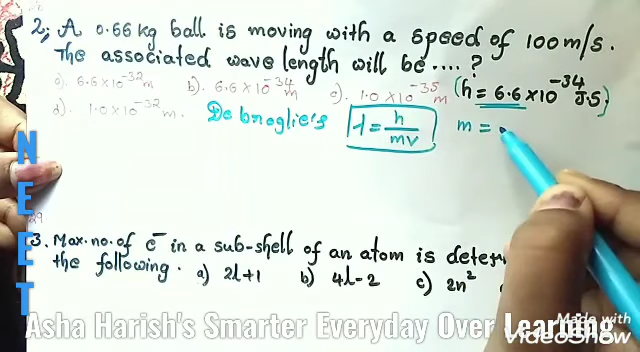 2; A 0.66 kg ball is moving with a speed of 100 m/s.
The associated wave length will be ....?
a). 6.6 × 10⁻³² m b). 6.6 × 10⁻³⁴ m c). 1.0 × 10⁻³⁵ m (h = 6.6 × 10⁻³⁴ J.S)
d). 1.0 × 10⁻³² m. De broglie's λ = h/mv m =
3. Max. no. of e⁻ in a sub-shell of an atom is deter
the following. a) 2l+1 b) 4l-2 c) 2n²
NEET
Asha Harish's Smarter Everyday Over Learning
Made with
VideoShow